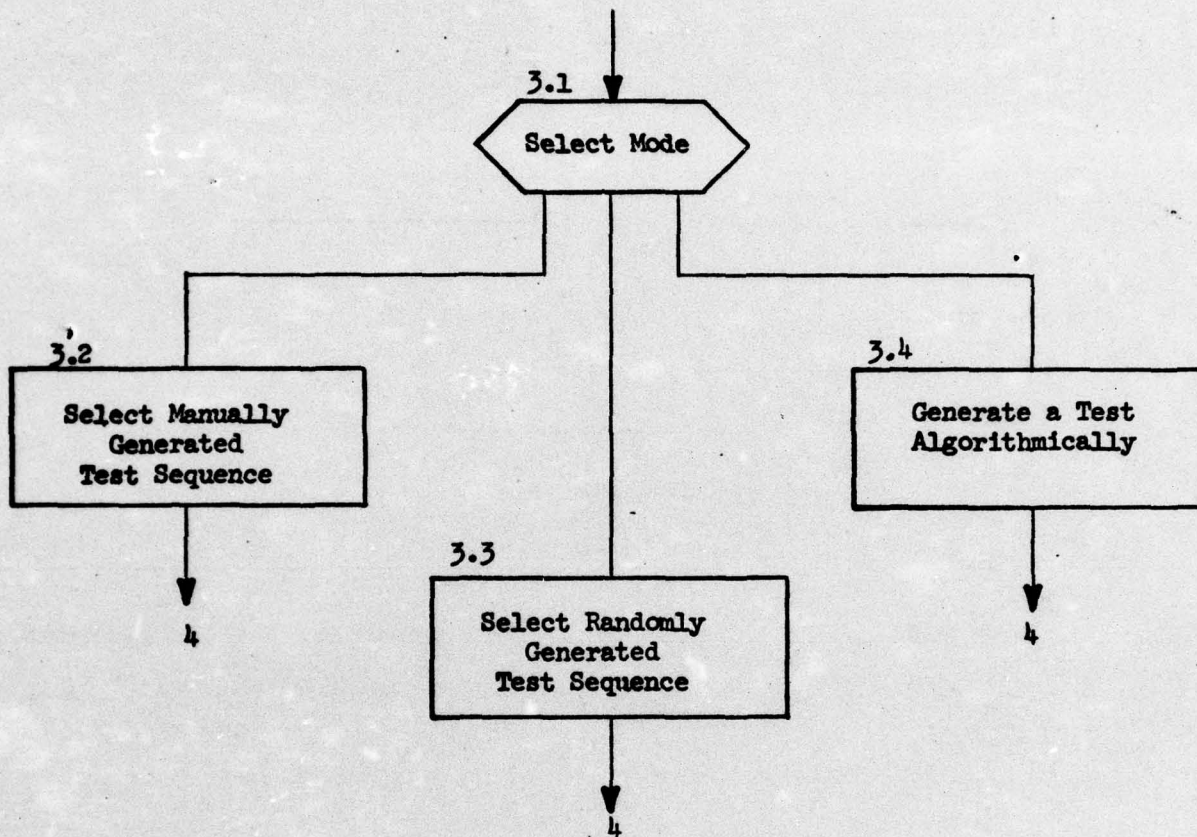 3.1
Select Mode
3.2
Select Manually
Generated
Test Sequence
4
3.3
Select Randomly
Generated
Test Sequence
4
3.4
Generate a Test
Algorithmically
4